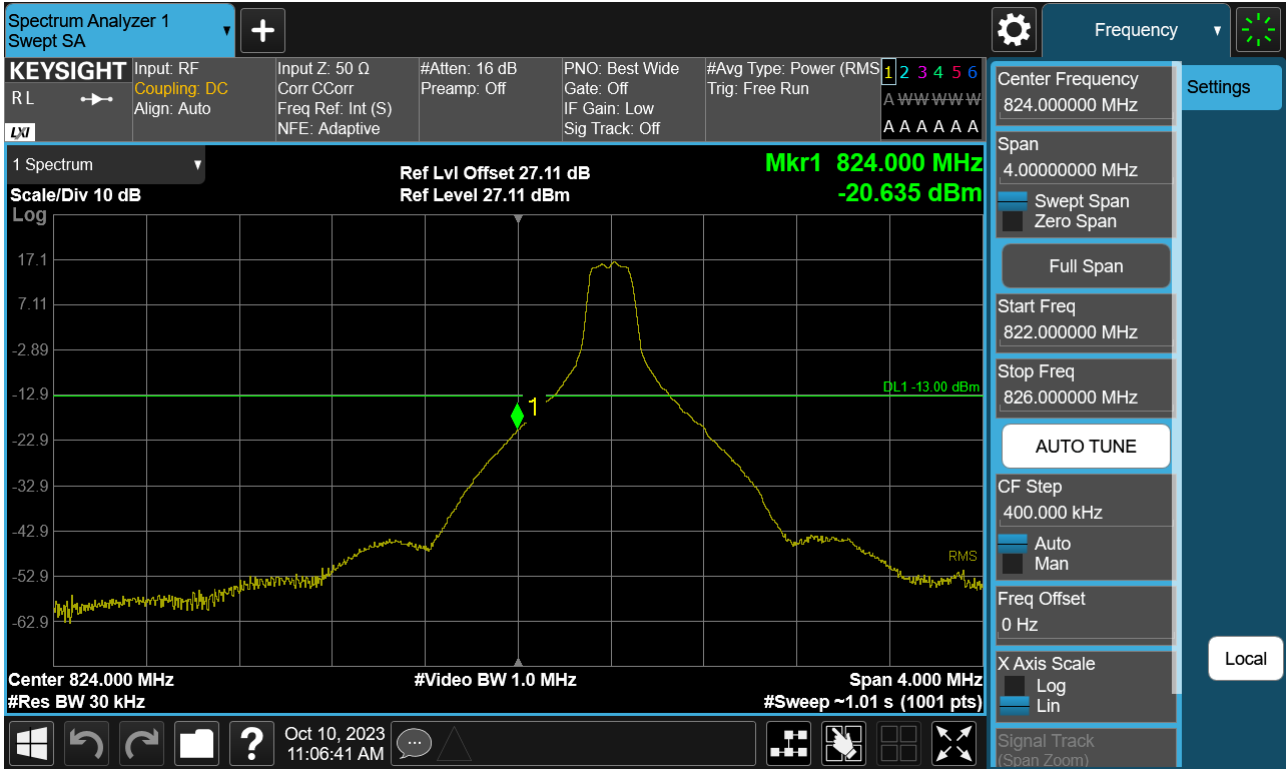 Spectrum Analyzer 1
Swept SA
Frequency
KEYSIGHT
R L
LXI
Input: RF
Coupling: DC
Align: Auto
Input Z: 50 Ω
Corr CCorr
Freq Ref: Int (S)
NFE: Adaptive
#Atten: 16 dB
Preamp: Off
PNO: Best Wide
Gate: Off
IF Gain: Low
Sig Track: Off
#Avg Type: Power (RMS
Trig: Free Run
1 2 3 4 5 6
A W W W W W
A A A A A A
1 Spectrum
Scale/Div 10 dB
Log
Ref Lvl Offset 27.11 dB
Ref Level 27.11 dBm
Mkr1 824.000 MHz
-20.635 dBm
17.1
7.11
-2.89
-12.9
-22.9
-32.9
-42.9
-52.9
-62.9
DL1 -13.00 dBm
1
RMS
Center 824.000 MHz
#Video BW 1.0 MHz
Span 4.000 MHz
#Res BW 30 kHz
#Sweep ~1.01 s (1001 pts)
Center Frequency
824.000000 MHz
Settings
Span
4.00000000 MHz
Swept Span
Zero Span
Full Span
Start Freq
822.000000 MHz
Stop Freq
826.000000 MHz
AUTO TUNE
CF Step
400.000 kHz
Auto
Man
Freq Offset
0 Hz
X Axis Scale
Log
Lin
Local
Signal Track
(Span Zoom)
?
Oct 10, 2023
11:06:41 AM